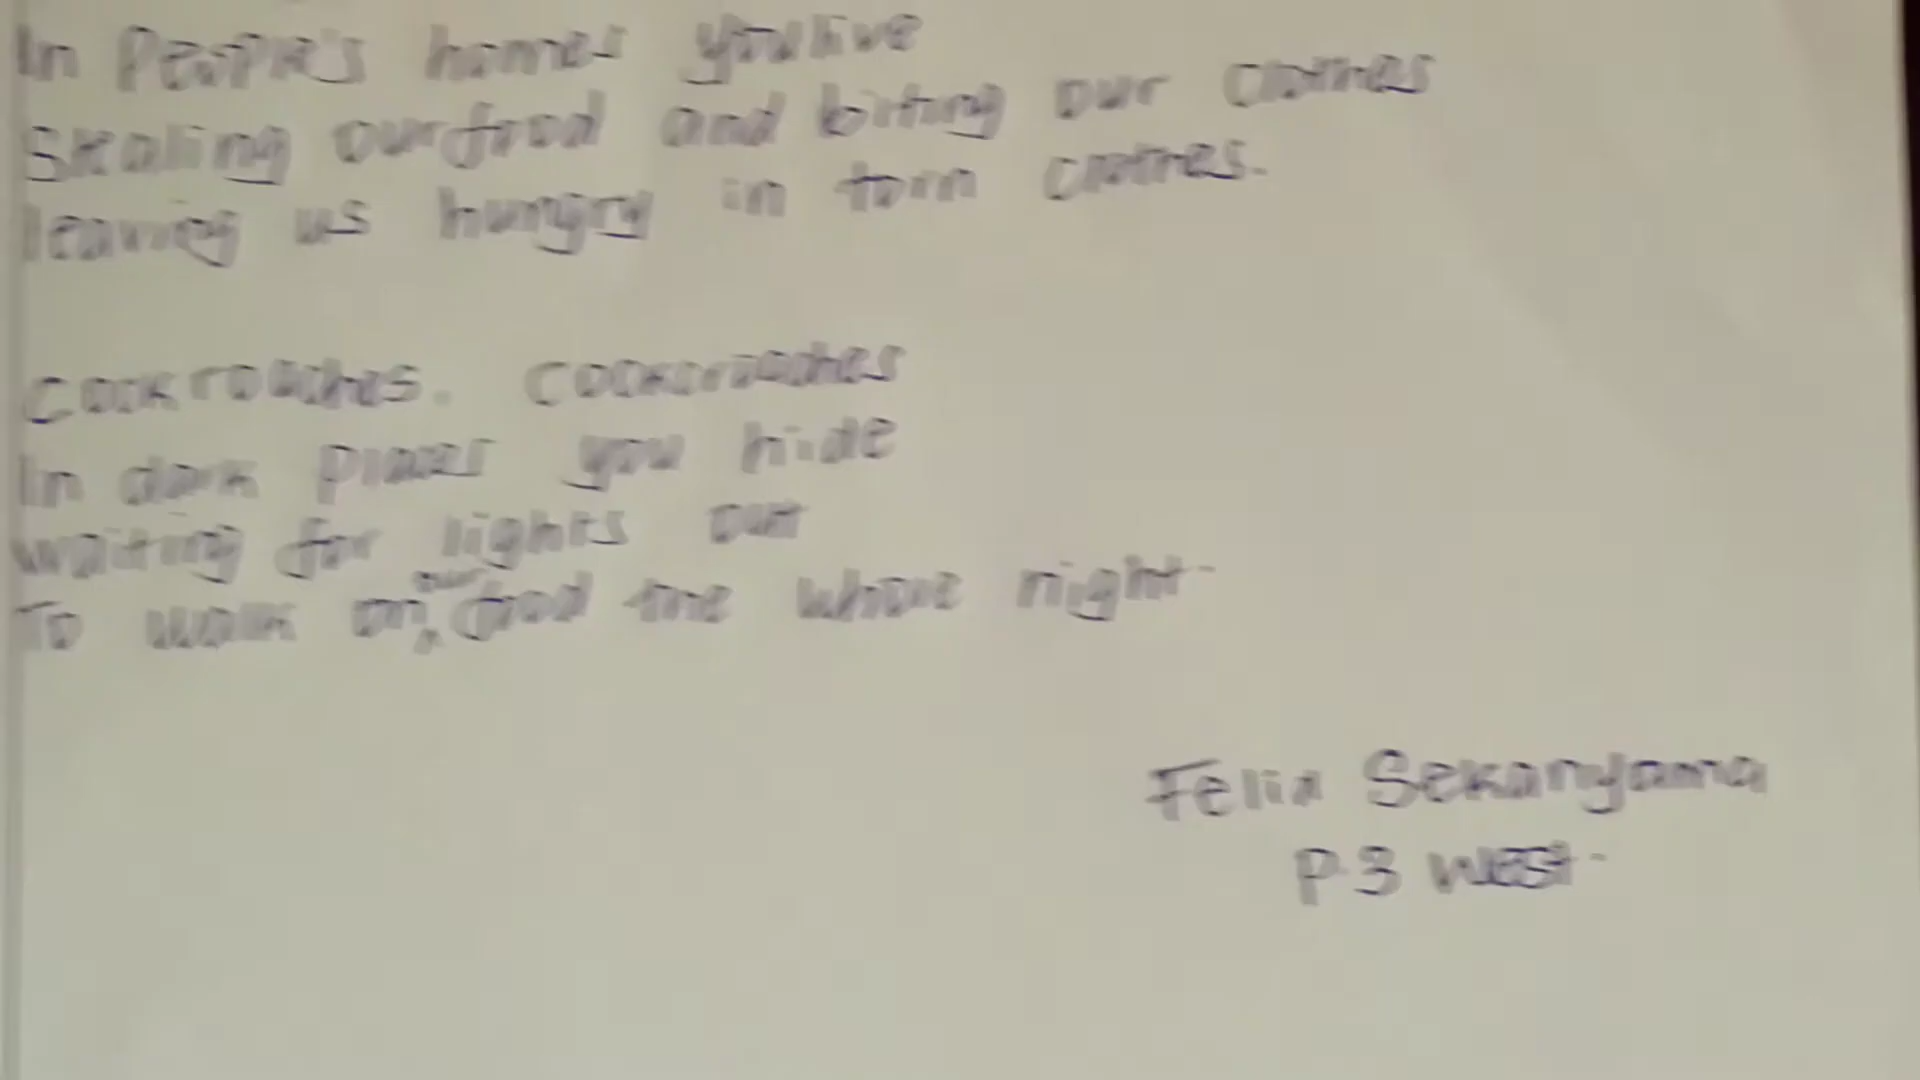 In People's homes you live
Stealing our food and biting our clothes
leaving us hungry in torn clothes.
Cockroaches. Cockcroaches
In dark places you hide
waiting for lights out
To walk on our food the whole night.
Felix Sekanyama
P.3 West.